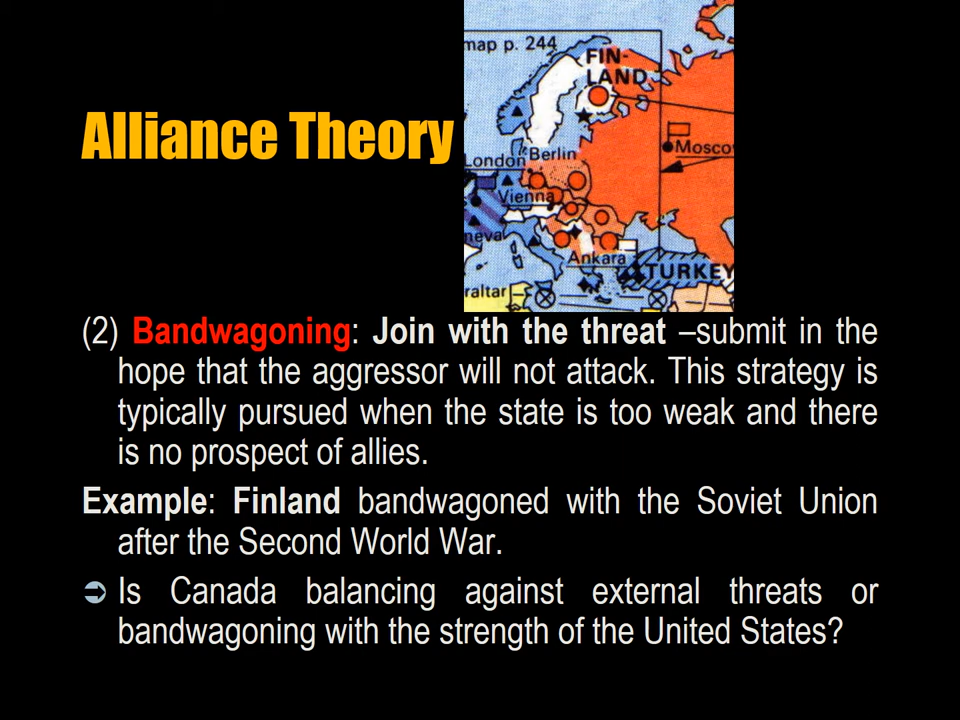 map p. 244
FIN-
LAND
Moscow
London
Berlin
Vienna
neva
Ankara
TURKEY
raltar
Alliance Theory
(2) Bandwagoning: Join with the threat –submit in the
hope that the aggressor will not attack. This strategy is
typically pursued when the state is too weak and there
is no prospect of allies.
Example: Finland bandwagoned with the Soviet Union
after the Second World War.
➲ Is Canada balancing against external threats or
bandwagoning with the strength of the United States?